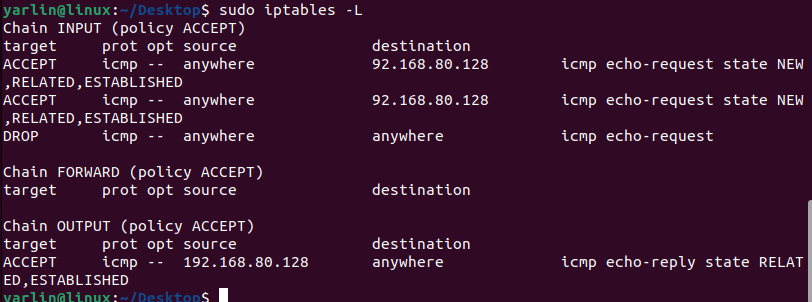 yarlin@linux:~/Desktop$ sudo iptables -L
Chain INPUT (policy ACCEPT)
target     prot opt source               destination
ACCEPT     icmp --  anywhere             92.168.80.128        icmp echo-request state NEW
,RELATED,ESTABLISHED
ACCEPT     icmp --  anywhere             92.168.80.128        icmp echo-request state NEW
,RELATED,ESTABLISHED
DROP       icmp --  anywhere             anywhere             icmp echo-request

Chain FORWARD (policy ACCEPT)
target     prot opt source               destination

Chain OUTPUT (policy ACCEPT)
target     prot opt source               destination
ACCEPT     icmp --  192.168.80.128       anywhere             icmp echo-reply state RELAT
ED,ESTABLISHED
yarlin@linux:~/Desktop$